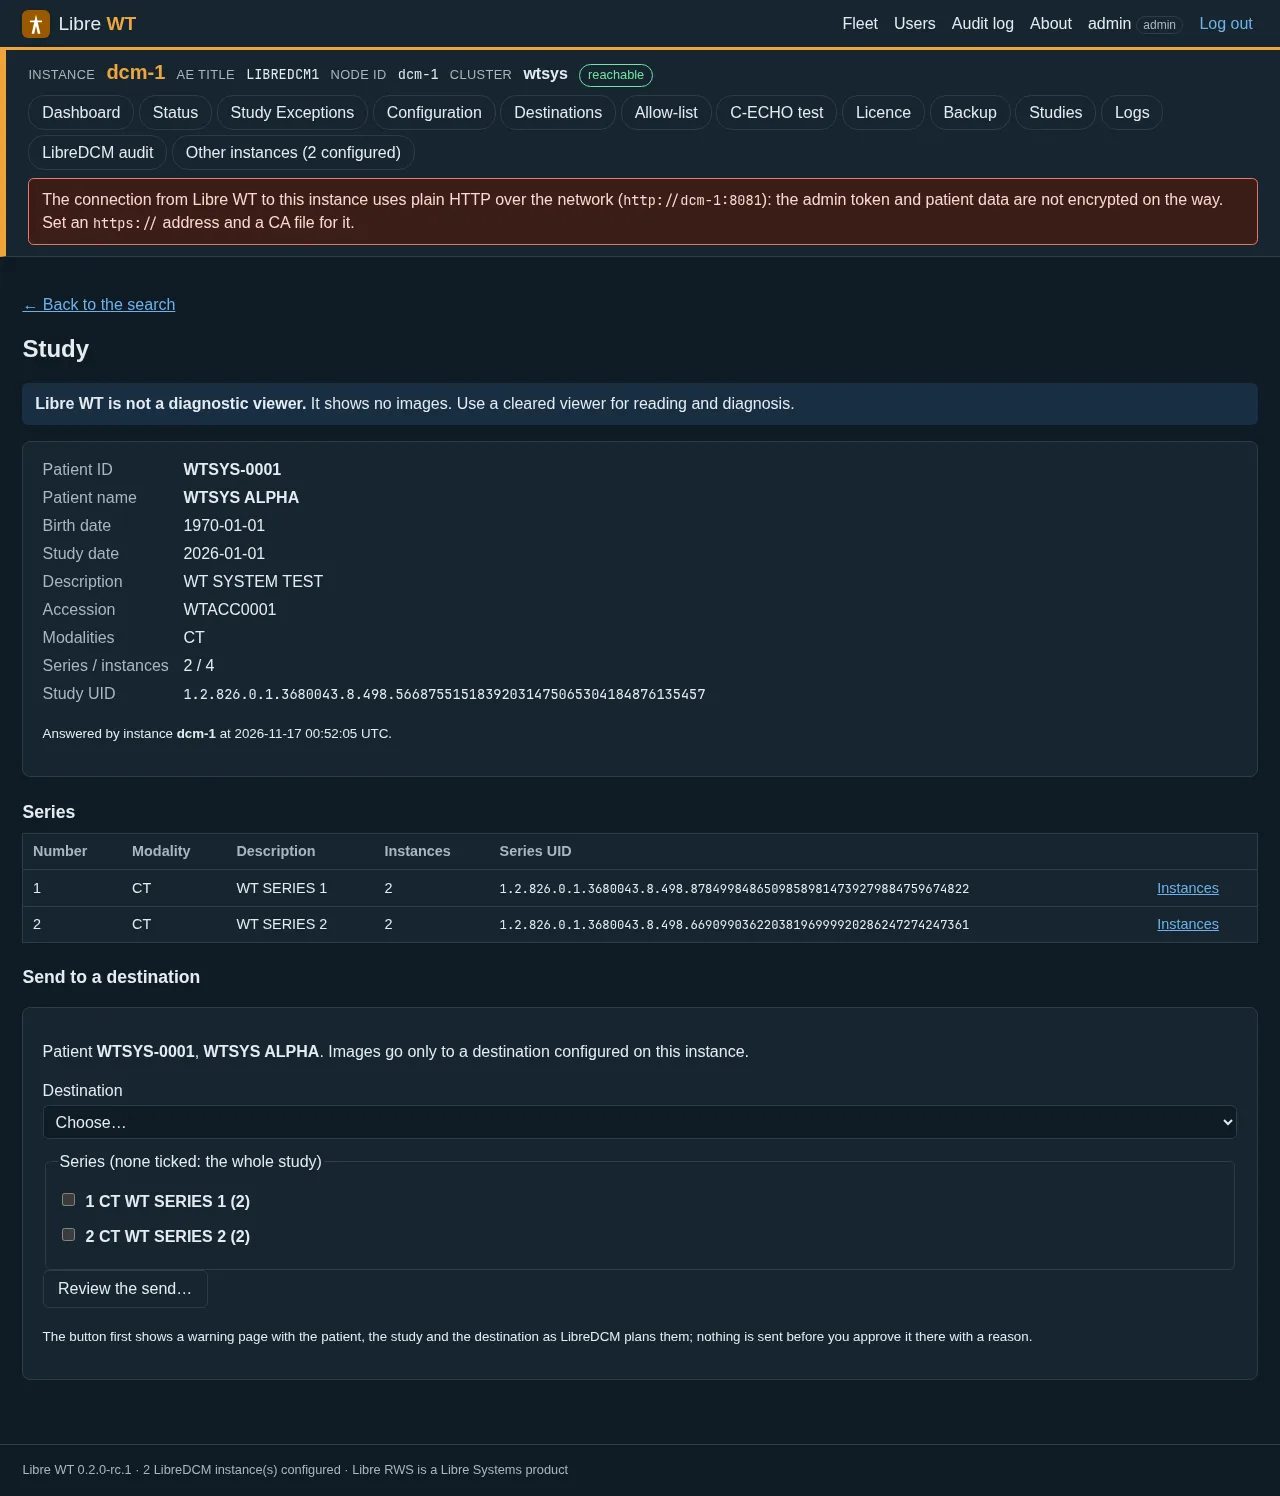 Libre WT
Fleet Users Audit log About admin admin Log out
INSTANCE dcm-1 AE TITLE LIBREDCM1 NODE ID dcm-1 CLUSTER wtsys reachable
Dashboard Status Study Exceptions Configuration Destinations Allow-list C-ECHO test Licence Backup Studies Logs
LibreDCM audit Other instances (2 configured)
The connection from Libre WT to this instance uses plain HTTP over the network (http://dcm-1:8081): the admin token and patient data are not encrypted on the way.
Set an https:// address and a CA file for it.
← Back to the search
Study
Libre WT is not a diagnostic viewer. It shows no images. Use a cleared viewer for reading and diagnosis.
Patient ID WTSYS-0001
Patient name WTSYS ALPHA
Birth date 1970-01-01
Study date 2026-01-01
Description WT SYSTEM TEST
Accession WTACC0001
Modalities CT
Series / instances 2 / 4
Study UID 1.2.826.0.1.3680043.8.498.56687551518392031475065304184876135457
Answered by instance dcm-1 at 2026-11-17 00:52:05 UTC.
Series
Number Modality Description Instances Series UID
1 CT WT SERIES 1 2 1.2.826.0.1.3680043.8.498.87849984865098589814739279884759674822 Instances
2 CT WT SERIES 2 2 1.2.826.0.1.3680043.8.498.66909903622038196999920286247274247361 Instances
Send to a destination
Patient WTSYS-0001, WTSYS ALPHA. Images go only to a destination configured on this instance.
Destination
Choose…
Series (none ticked: the whole study)
1 CT WT SERIES 1 (2)
2 CT WT SERIES 2 (2)
Review the send…
The button first shows a warning page with the patient, the study and the destination as LibreDCM plans them; nothing is sent before you approve it there with a reason.
Libre WT 0.2.0-rc.1 · 2 LibreDCM instance(s) configured · Libre RWS is a Libre Systems product